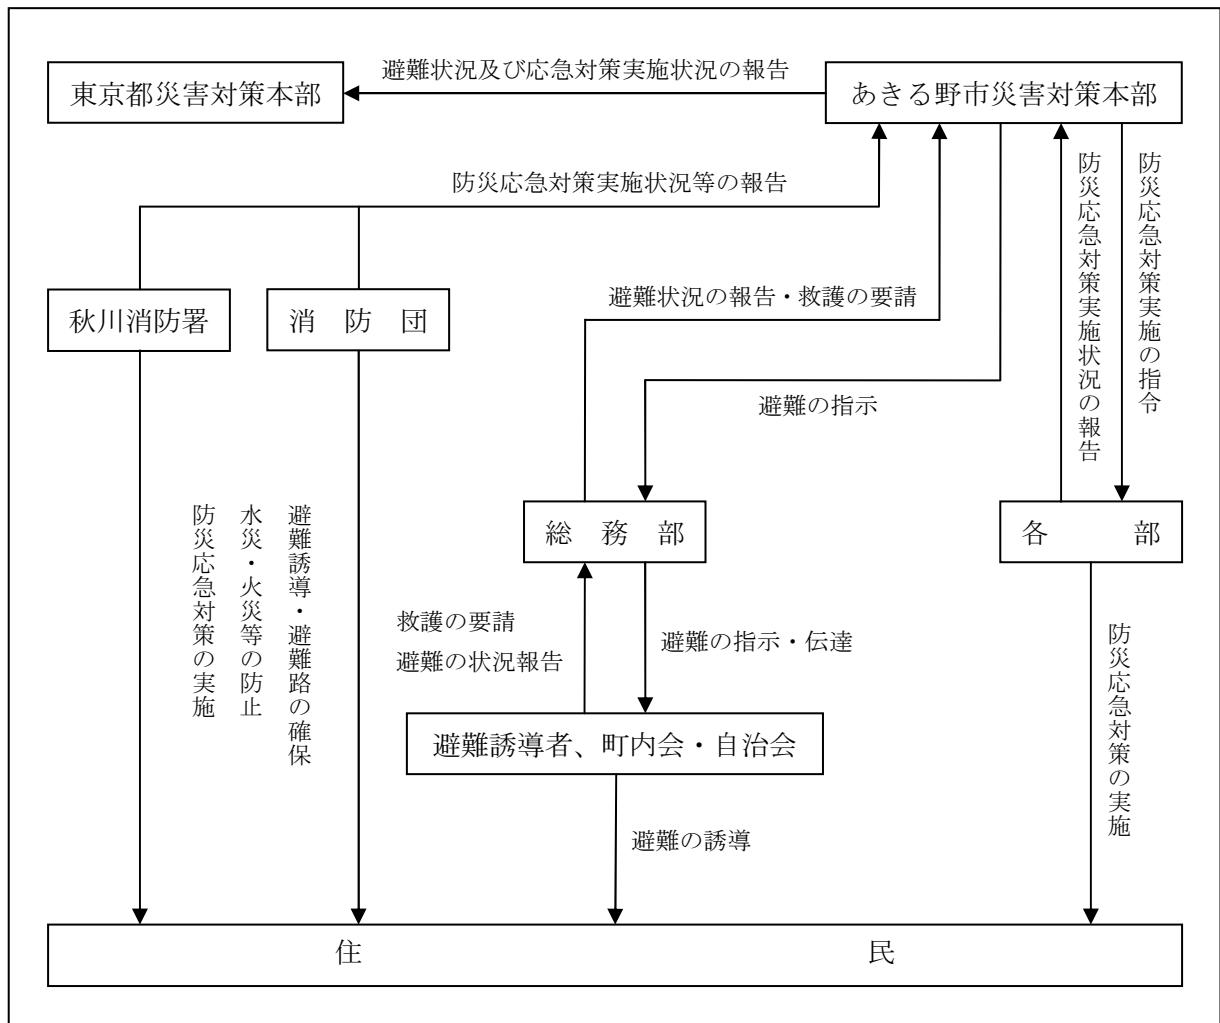 避難状況及び応急対策実施状況の報告
東京都災害対策本部
あきる野市災害対策本部
防災応急対策実施状況等の報告
防災応急対策実施状況の報告
防災応急対策実施の指令
秋川消防署
消　防　団
避難状況の報告・救護の要請
避難の指示
避難誘導・避難路の確保
水災・火災等の防止
防災応急対策の実施
総　務　部
各　　　部
救護の要請
避難の状況報告
避難の指示・伝達
防災応急対策の実施
避難誘導者、町内会・自治会
避難の誘導
住　　　民